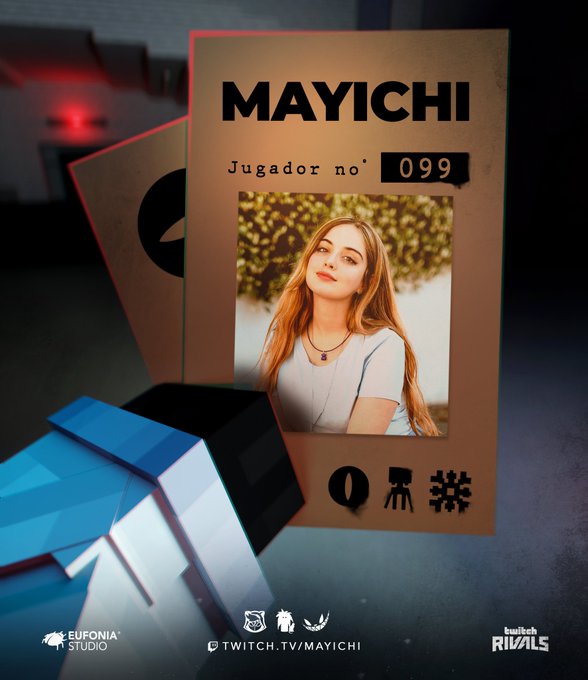 MAYICHI
Jugador no° 099
EUFONIA®
STUDIO
TWITCH.TV/MAYICHI
twitch
RIVALS